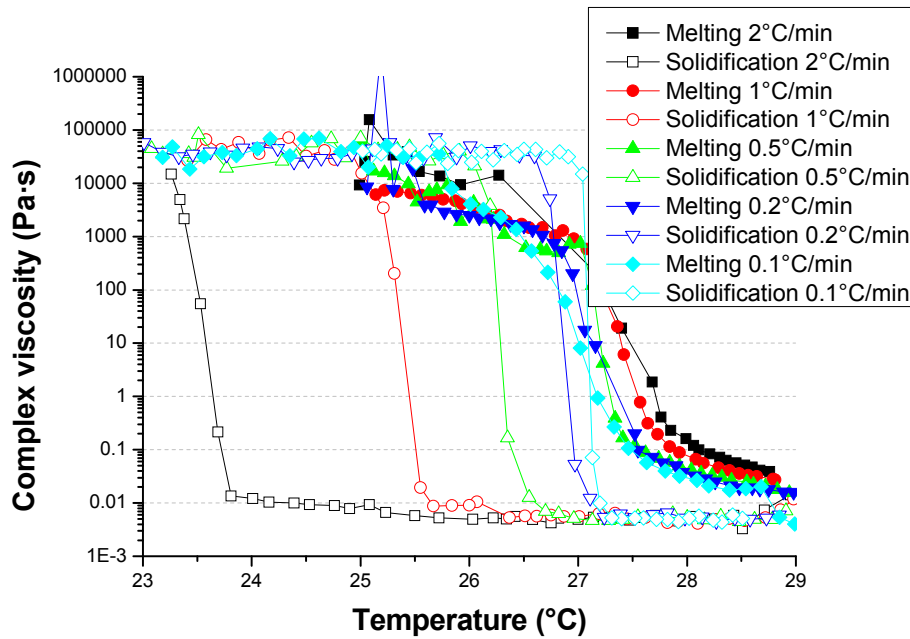 Melting 2°C/min
Solidification 2°C/min
Melting 1°C/min
Solidification 1°C/min
Melting 0.5°C/min
Solidification 0.5°C/min
Melting 0.2°C/min
Solidification 0.2°C/min
Melting 0.1°C/min
Solidification 0.1°C/min
Complex viscosity (Pa·s)
1000000
100000
10000
1000
100
10
1
0.1
0.01
1E-3
23 24 25 26 27 28 29
Temperature (°C)